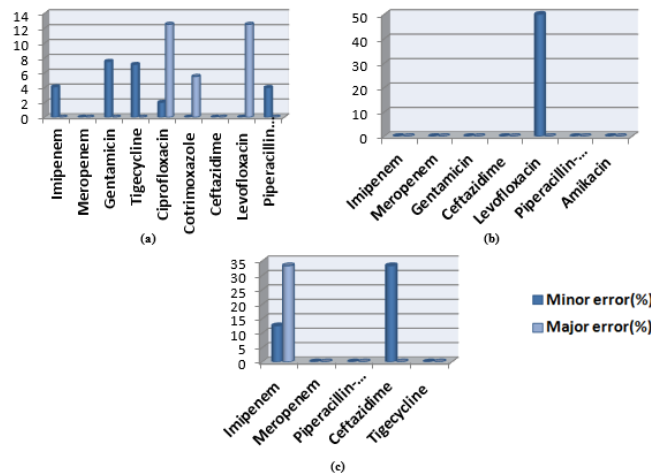 14
12
10
8
6
4
2
0
Imipenem
Meropenem
Gentamicin
Tigecycline
Ciprofloxacin
Cotrimoxazole
Ceftazidime
Levofloxacin
Piperacillin...
(a)
50
40
30
20
10
0
Imipenem
Meropenem
Gentamicin
Ceftazidime
Levofloxacin
Piperacillin-...
Amikacin
(b)
35
30
25
20
15
10
5
0
Imipenem
Meropenem
Piperacillin-...
Ceftazidime
Tigecycline
(c)
Minor error(%)
Major error(%)